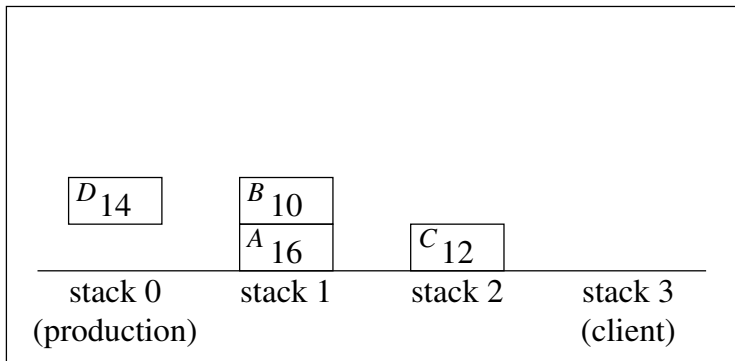 D 14
B 10
A 16
C 12
stack 0
(production)
stack 1
stack 2
stack 3
(client)